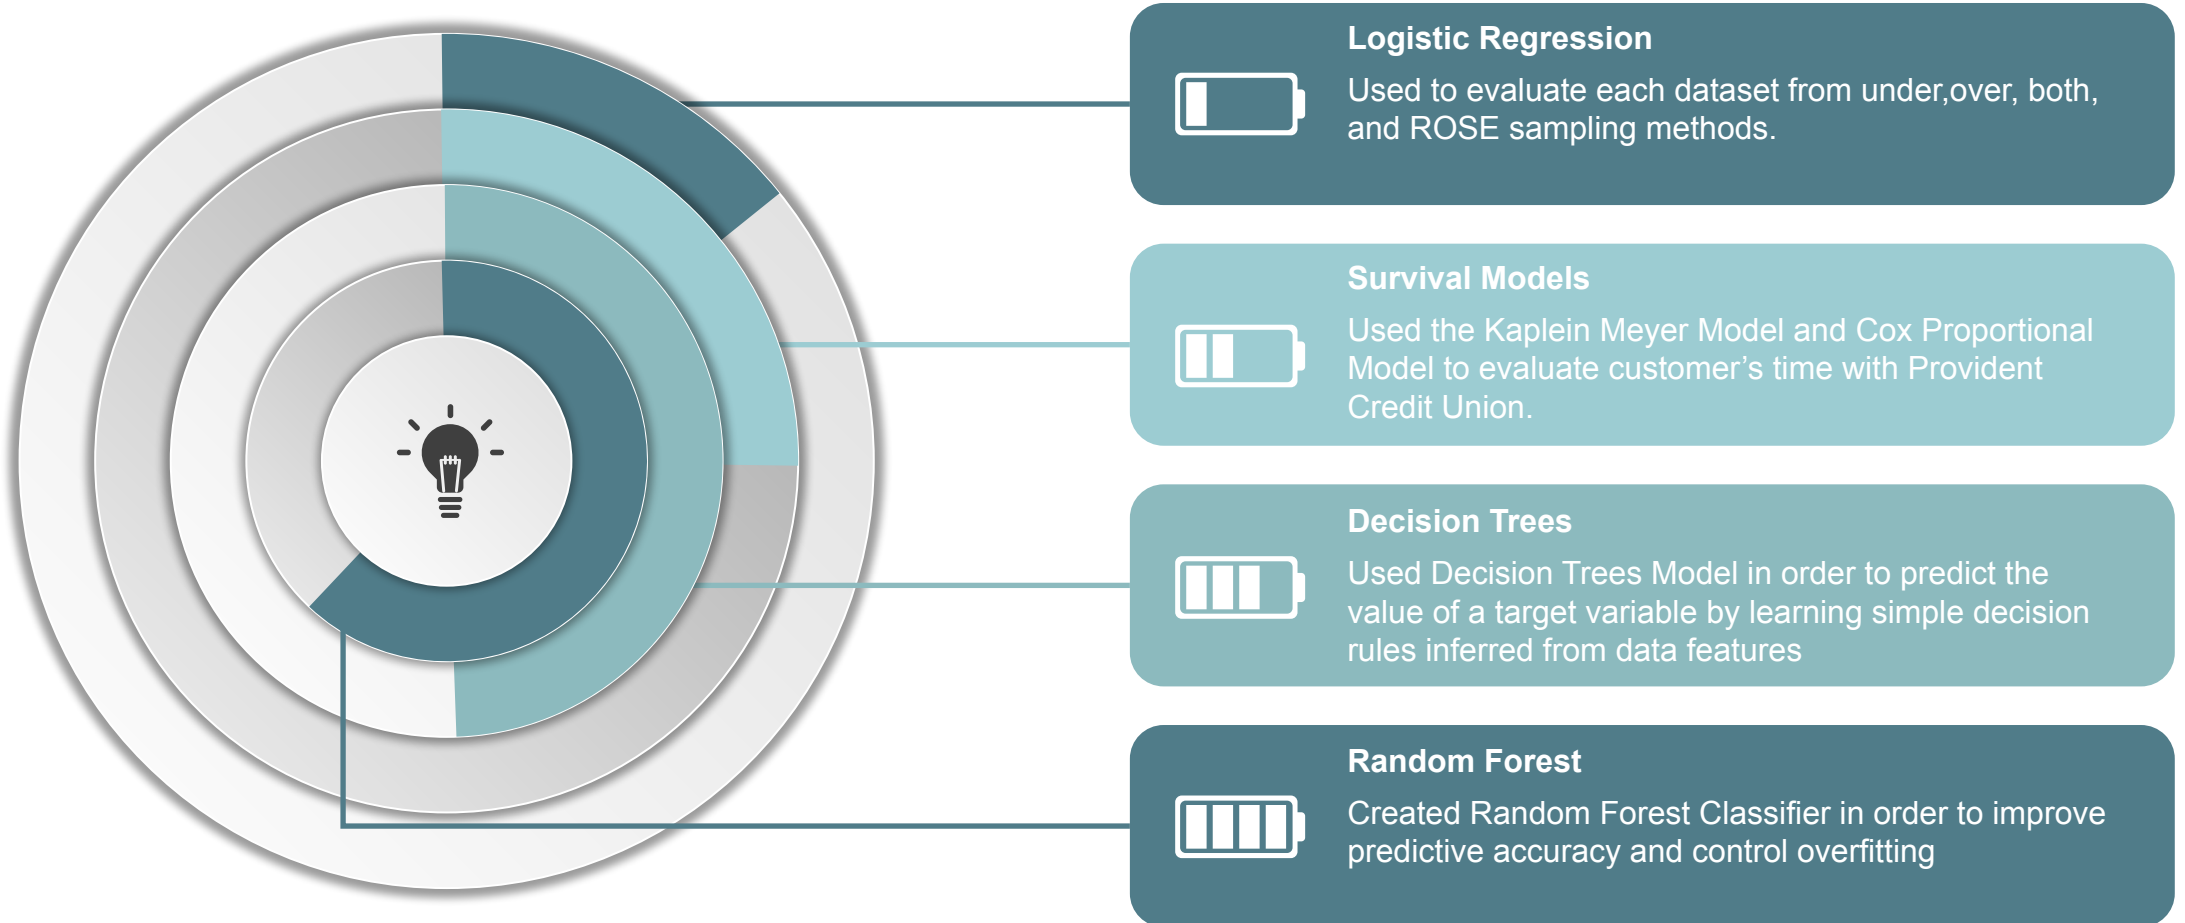 Logistic Regression
Used to evaluate each dataset from under,over, both,
and ROSE sampling methods.
Survival Models
Used the Kaplein Meyer Model and Cox Proportional
Model to evaluate customer’s time with Provident
Credit Union.
Decision Trees
Used Decision Trees Model in order to predict the
value of a target variable by learning simple decision
rules inferred from data features
Random Forest
Created Random Forest Classifier in order to improve
predictive accuracy and control overfitting